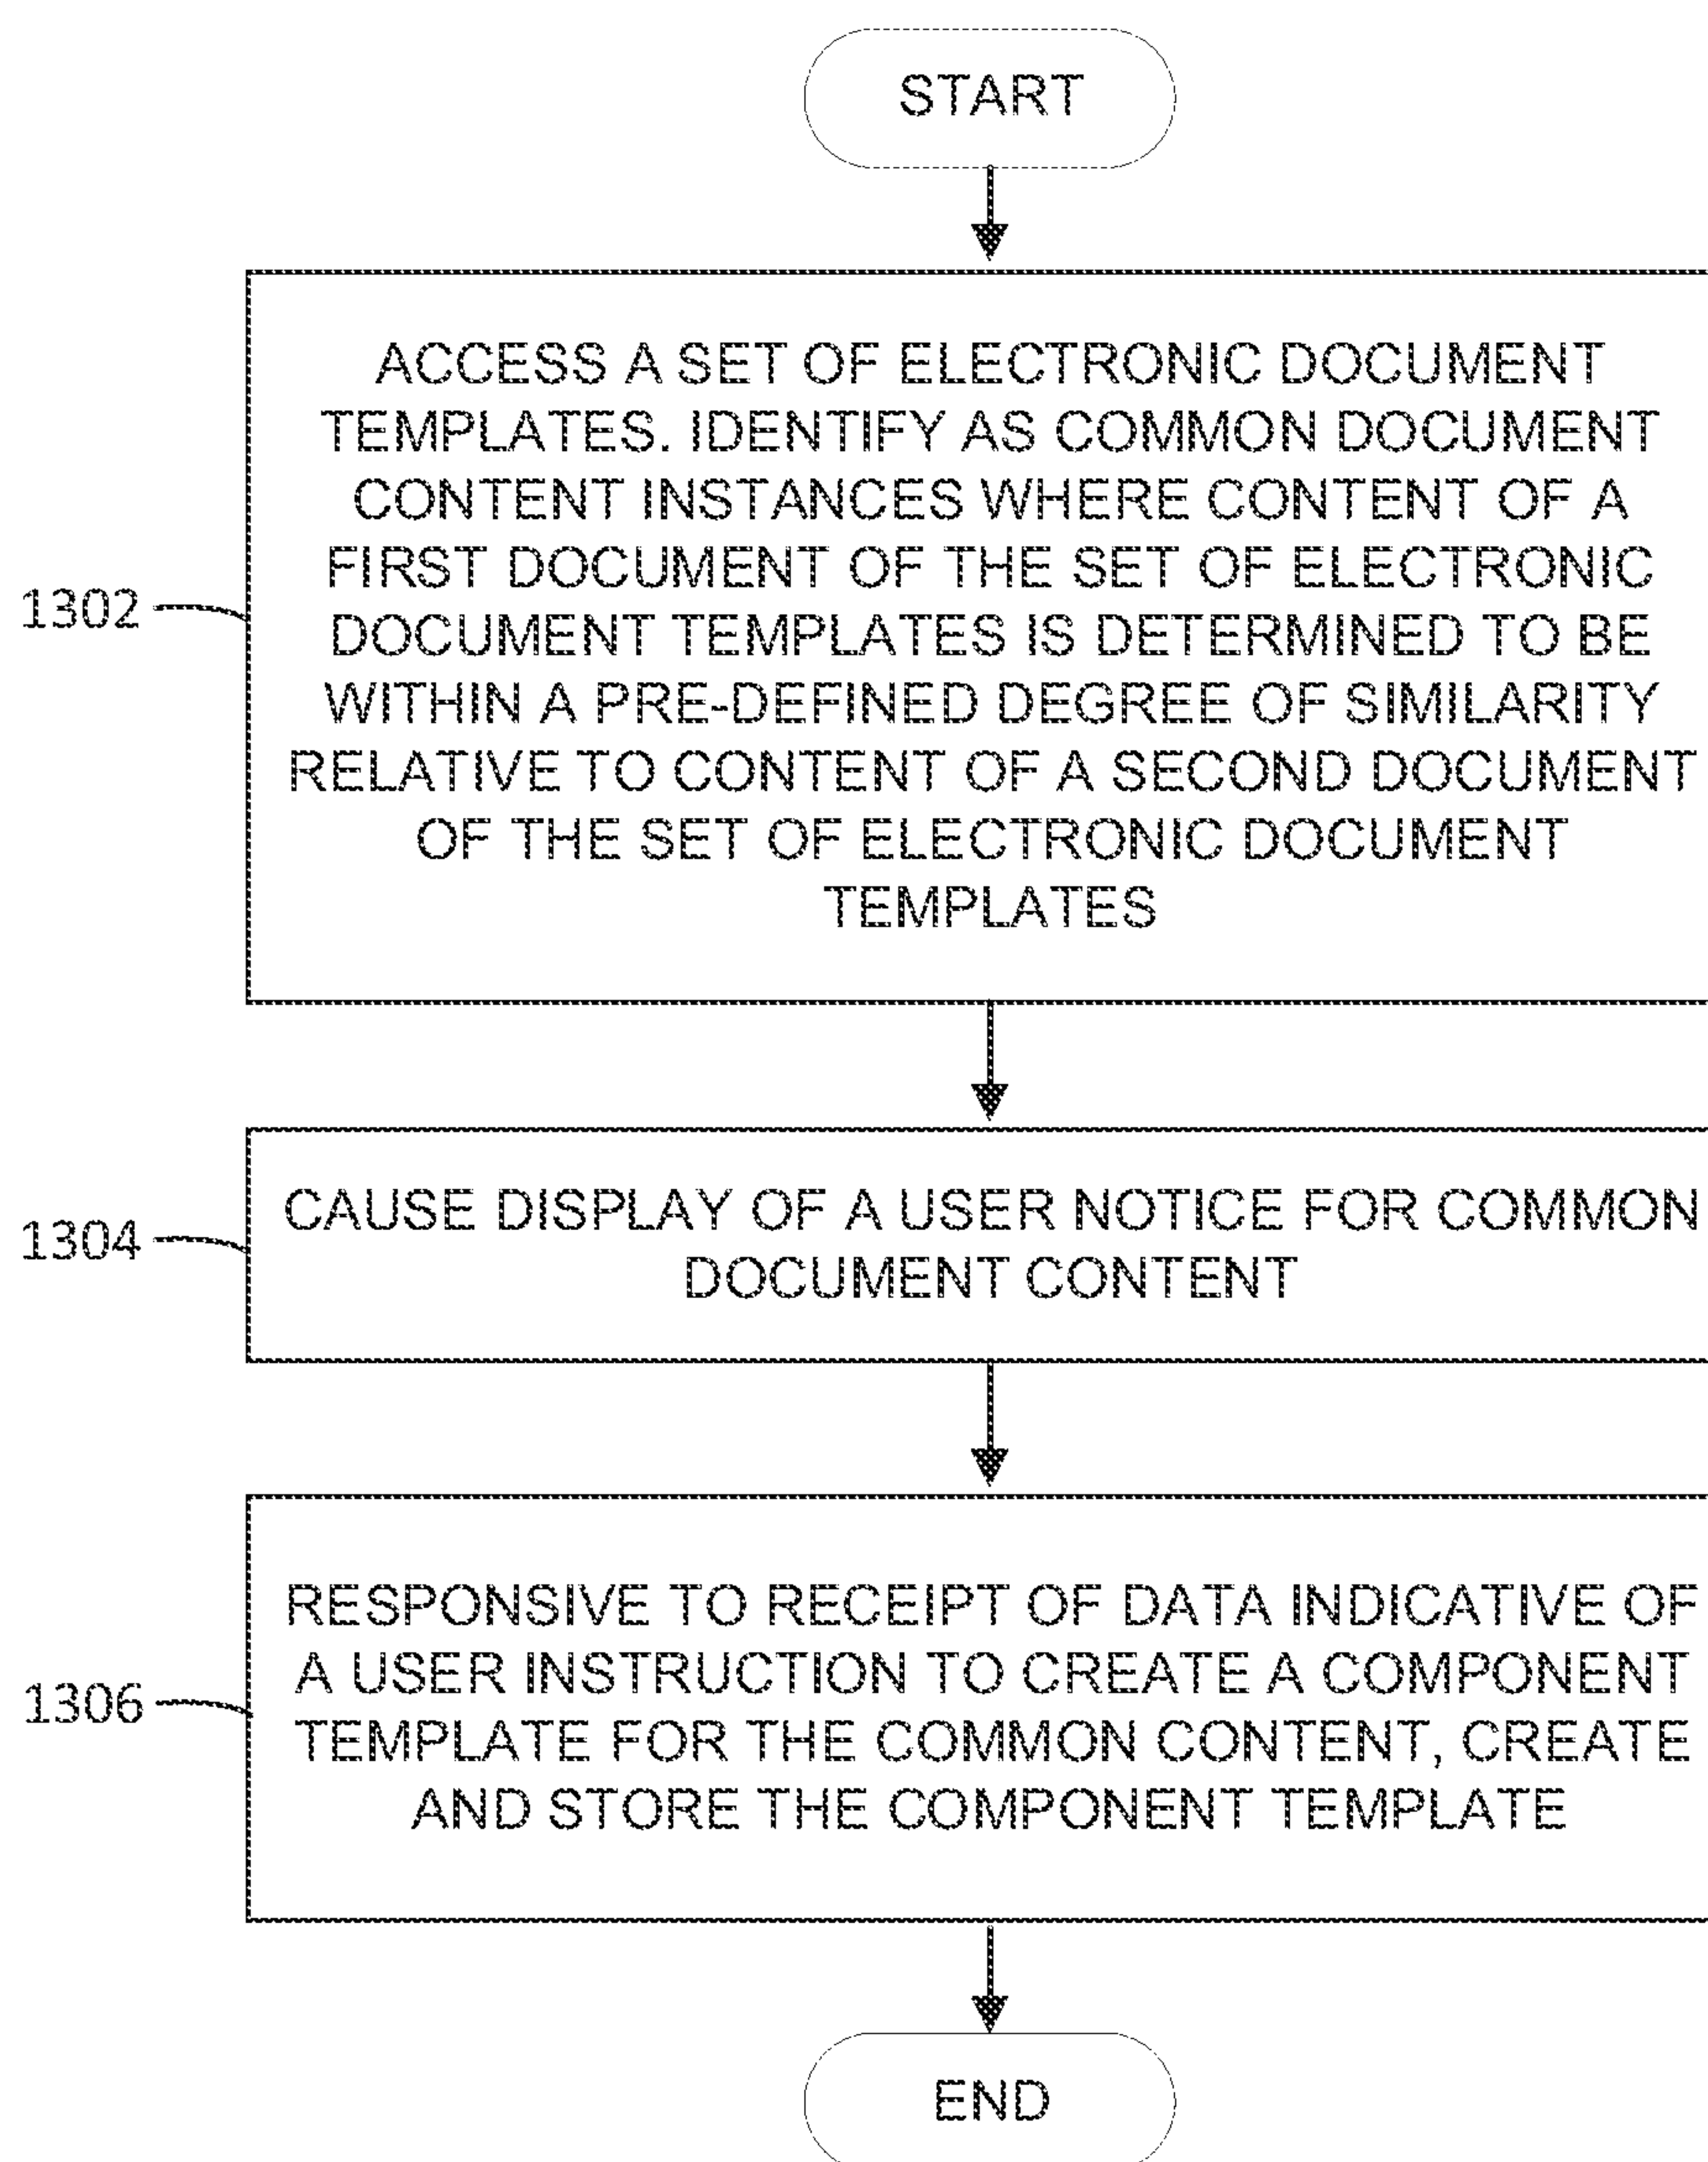 START
ACCESS A SET OF ELECTRONIC DOCUMENT
TEMPLATES. IDENTIFY AS COMMON DOCUMENT
CONTENT INSTANCES WHERE CONTENT OF A
FIRST DOCUMENT OF THE SET OF ELECTRONIC
1302
DOCUMENT TEMPLATES IS DETERMINED TO BE
WITHIN A PRE-DEFINED DEGREE OF SIMILARITY
RELATIVE TO CONTENT OF A SECOND DOCUMENT
OF THE SET OF ELECTRONIC DOCUMENT
TEMPLATES
CAUSE DISPLAY OF A USER NOTICE FOR COMMON
1304
DOCUMENT CONTENT
RESPONSIVE TO RECEIPT OF DATA INDICATIVE OF
A USER INSTRUCTION TO CREATE A COMPONENT
1306
TEMPLATE FOR THE COMMON CONTENT, CREATE
AND STORE THE COMPONENT TEMPLATE
END